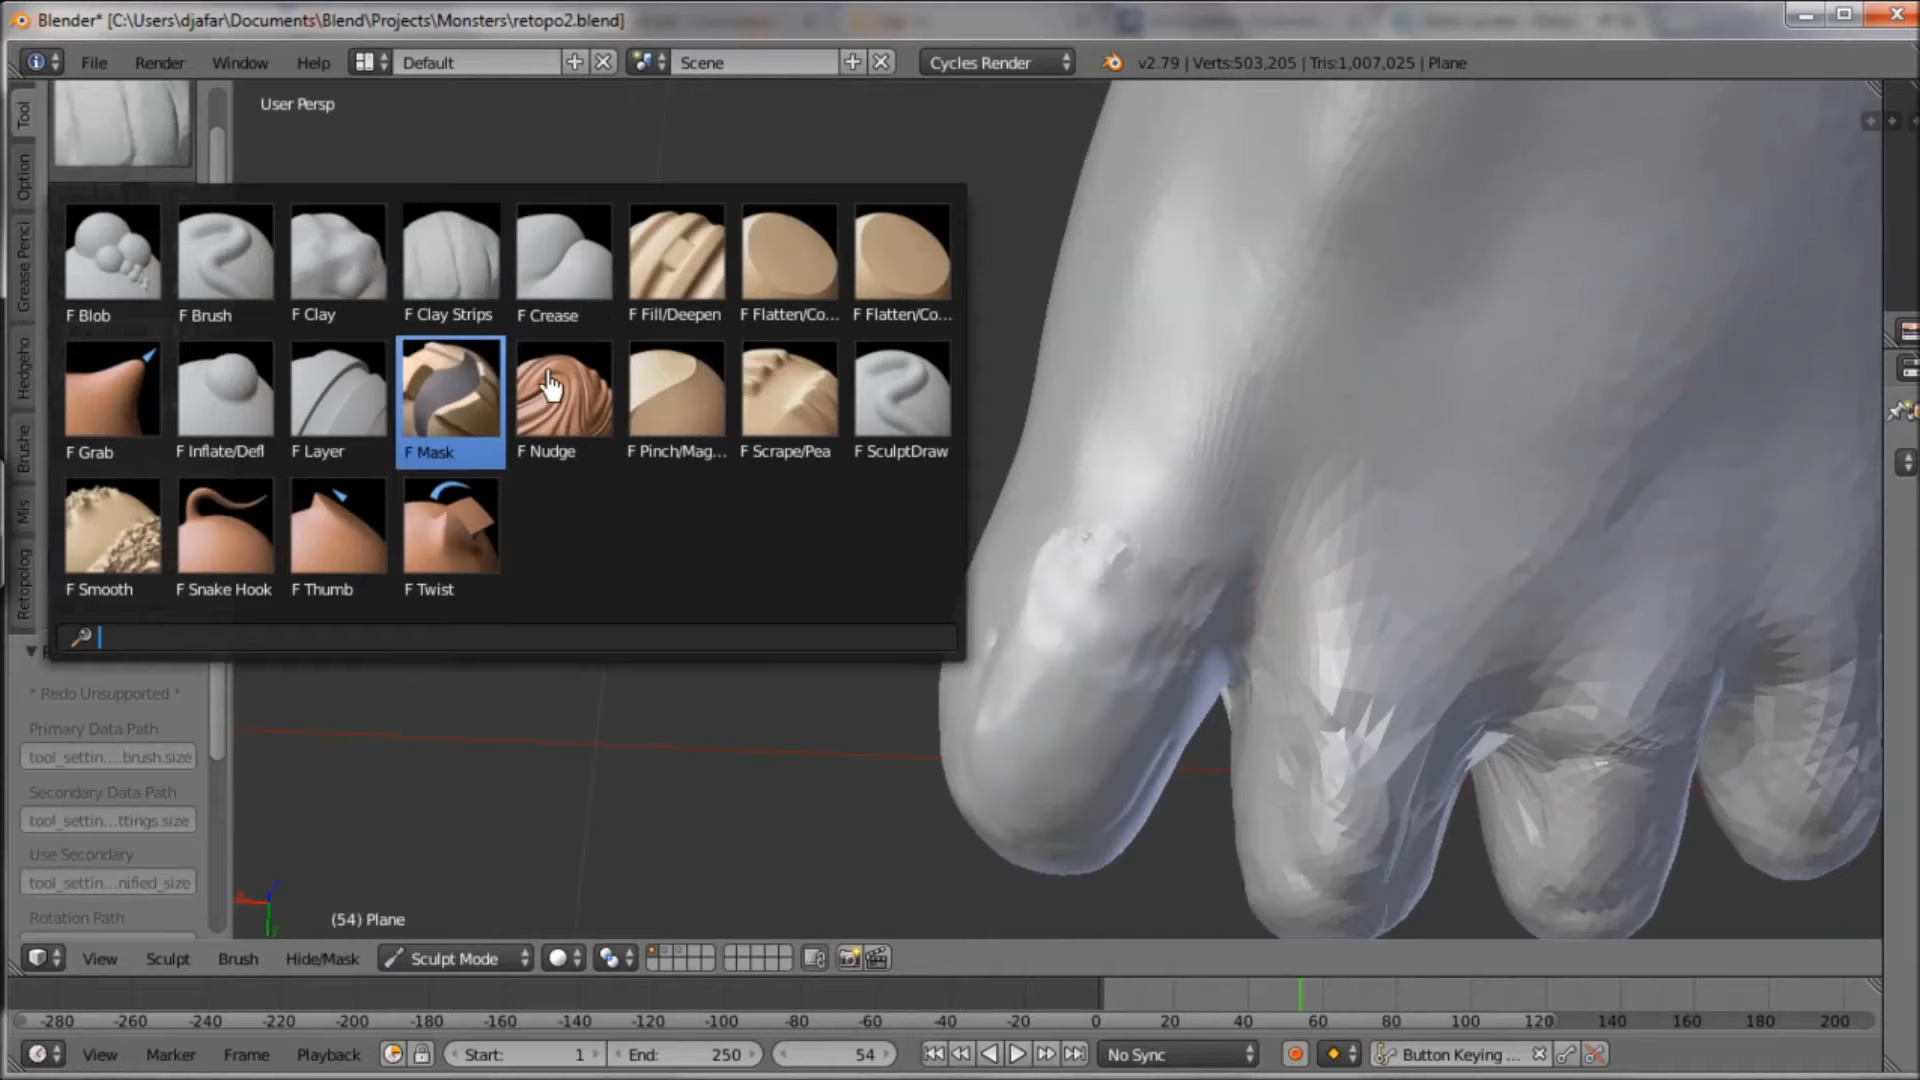 Blender* [C:\Users\djafar\Documents\Blend\Projects\Monsters\retopo2.blend]
File Render Window Help Default Scene Cycles Render v2.79 | Verts:503,205 | Tris:1,007,025 | Plane
User Persp
Tool
Option
Grease Penci
Hedgeho
Brushe
Mis
Retopolog
F Blob F Brush F Clay F Clay Strips F Crease F Fill/Deepen F Flatten/Co... F Flatten/Co...
F Grab F Inflate/Defl F Layer F Mask F Nudge F Pinch/Mag... F Scrape/Pea F SculptDraw
F Smooth F Snake Hook F Thumb F Twist
* Redo Unsupported *
Primary Data Path
tool_settin....brush.size
Secondary Data Path
tool_settin...ttings.size
Use Secondary
tool_settin...nified_size
Rotation Path
(54) Plane
View Sculpt Brush Hide/Mask Sculpt Mode
-280 -260 -240 -220 -200 -180 -160 -140 -120 -100 -80 -60 -40 -20 0 20 40 60 80 100 120 140 160 180 200
View Marker Frame Playback Start: 1 End: 250 54 No Sync Button Keying ...